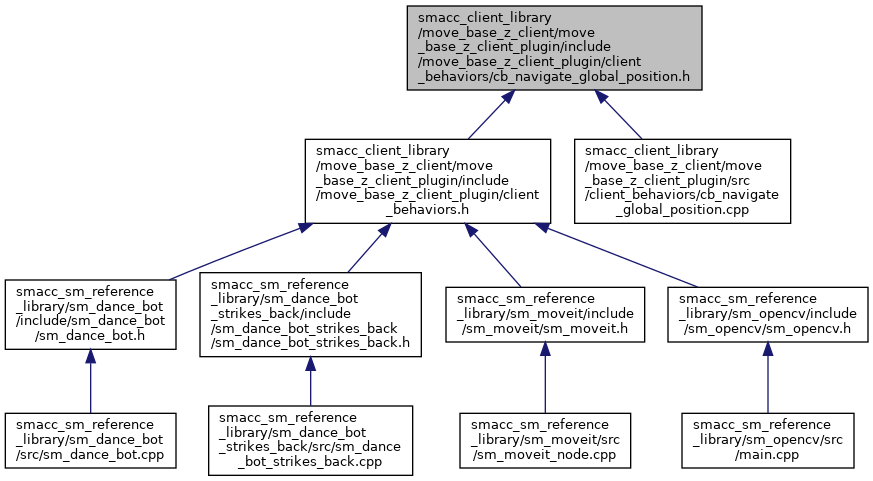 smacc_client_library
/move_base_z_client/move
_base_z_client_plugin/include
/move_base_z_client_plugin/client
_behaviors/cb_navigate_global_position.h
smacc_client_library
/move_base_z_client/move
_base_z_client_plugin/include
/move_base_z_client_plugin/client
_behaviors.h
smacc_client_library
/move_base_z_client/move
_base_z_client_plugin/src
/client_behaviors/cb_navigate
_global_position.cpp
smacc_sm_reference
_library/sm_dance_bot
/include/sm_dance_bot
/sm_dance_bot.h
smacc_sm_reference
_library/sm_dance_bot
_strikes_back/include
/sm_dance_bot_strikes_back
/sm_dance_bot_strikes_back.h
smacc_sm_reference
_library/sm_moveit/include
/sm_moveit/sm_moveit.h
smacc_sm_reference
_library/sm_opencv/include
/sm_opencv/sm_opencv.h
smacc_sm_reference
_library/sm_dance_bot
/src/sm_dance_bot.cpp
smacc_sm_reference
_library/sm_dance_bot
_strikes_back/src/sm_dance
_bot_strikes_back.cpp
smacc_sm_reference
_library/sm_moveit/src
/sm_moveit_node.cpp
smacc_sm_reference
_library/sm_opencv/src
/main.cpp